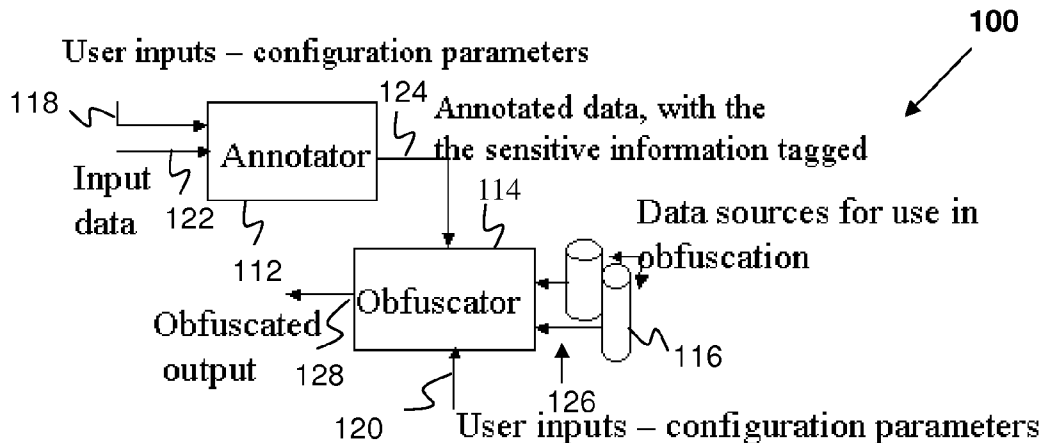 100
User inputs – configuration parameters
118
124
Annotated data, with the
the sensitive information tagged
Annotator
Input
data
122
112
114
Data sources for use in
obfuscation
Obfuscator
Obfuscated
output
128
116
126
120
User inputs – configuration parameters